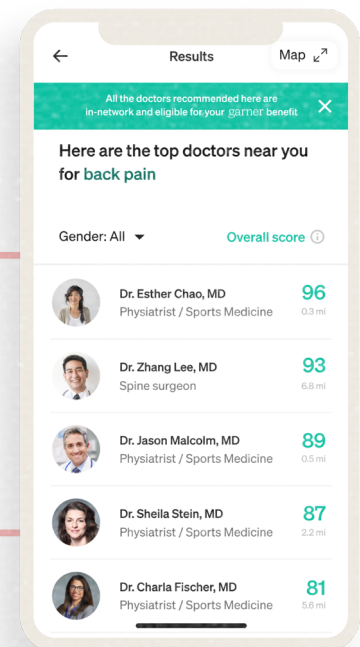 Results
Map
All the doctors recommended here are
in-network and eligible for your garner benefit
Here are the top doctors near you
for back pain
Gender: All
Overall score
Dr. Esther Chao, MD
96
Physiatrist / Sports Medicine
0.3 mi
Dr. Zhang Lee, MD
93
Spine surgeon
6.8 mi
Dr. Jason Malcolm, MD
89
Physiatrist / Sports Medicine
0.5 mi
Dr. Sheila Stein, MD
87
Physiatrist / Sports Medicine
2.2 mi
Dr. Charla Fischer, MD
81
Physiatrist / Sports Medicine
5.6 mi